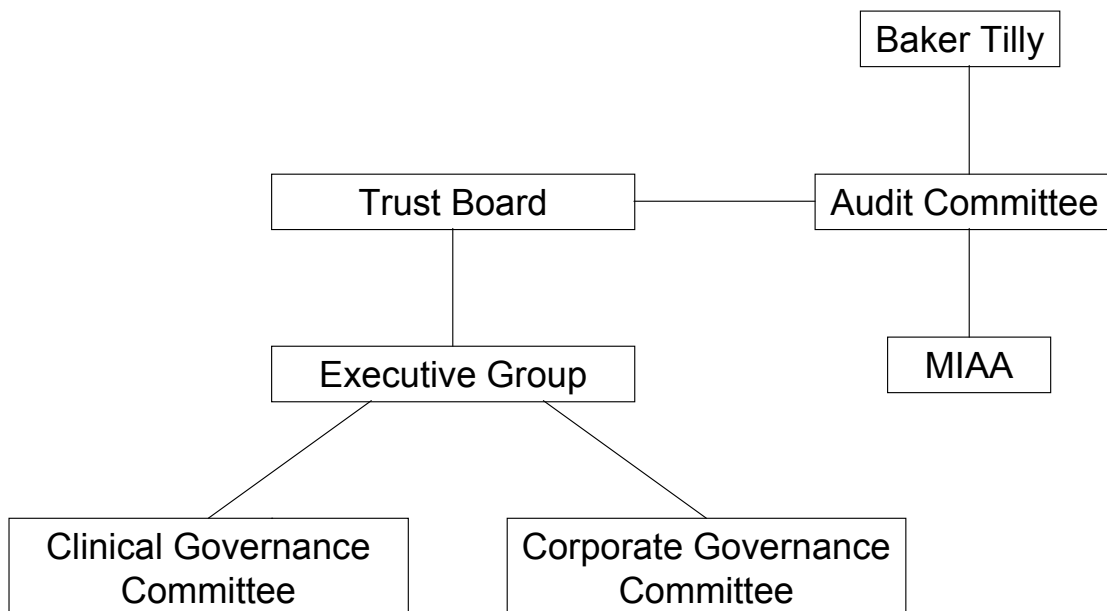 Baker Tilly
Trust Board
Audit Committee
Executive Group
MIAA
Clinical Governance
Committee
Corporate Governance
Committee